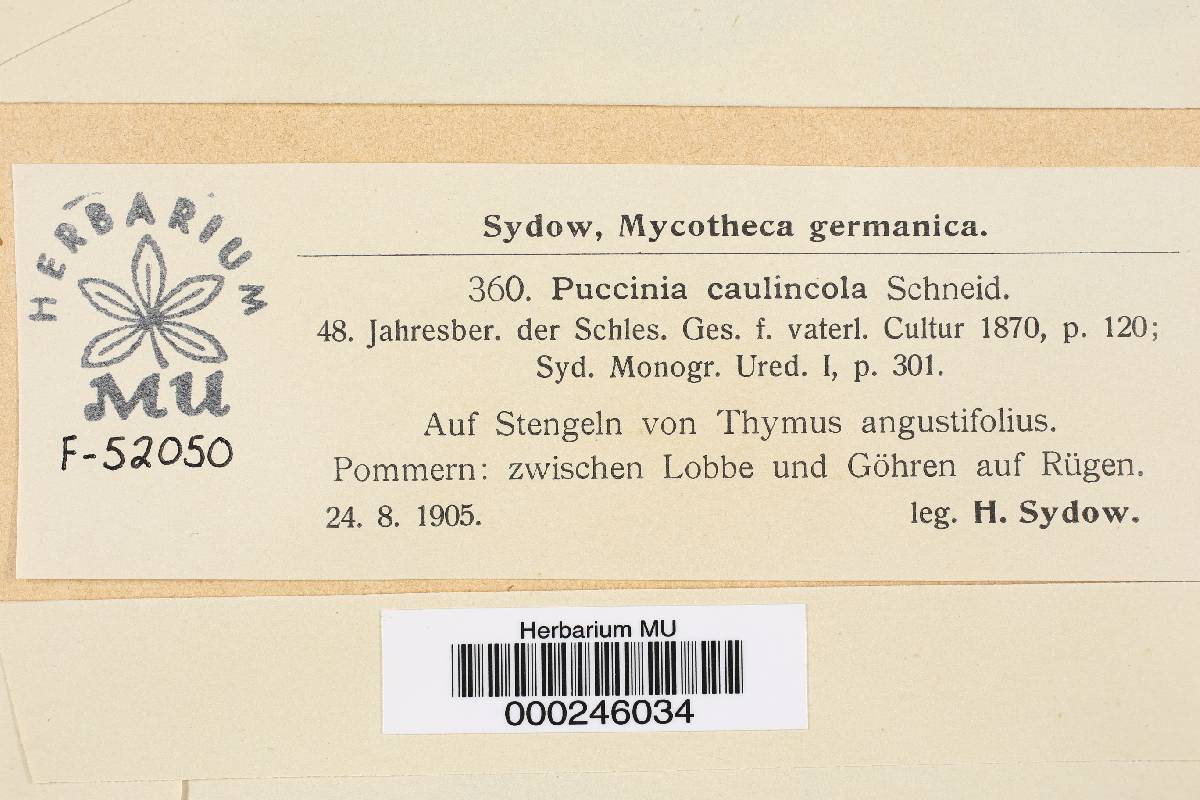 HERBARIUM
MU
F-52050
Sydow, Mycotheca germanica.
360. Puccinia caulincola Schneid.
48. Jahresber. der Schles. Ges. f. vaterl. Cultur 1870, p. 120;
Syd. Monogr. Ured. I, p. 301.
Auf Stengeln von Thymus angustifolius.
Pommern: zwischen Lobbe und Göhren auf Rügen.
24. 8. 1905. leg. H. Sydow.
Herbarium MU
000246034